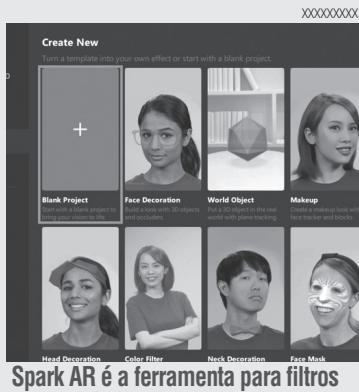 XXXXXXXXX
Create New
Turn a template into your own effect or start with a blank project.
Blank Project
Start with a blank project to
bring your vision to life.
Face Decoration
Build a look with 3D objects
and occluders.
World Object
Put a 3D object in the real
world with plane tracking.
Makeup
Create a makeup look with
face tracker and blocks
Head Decoration
Color Filter
Neck Decoration
Face Mask
Spark AR é a ferramenta para filtros